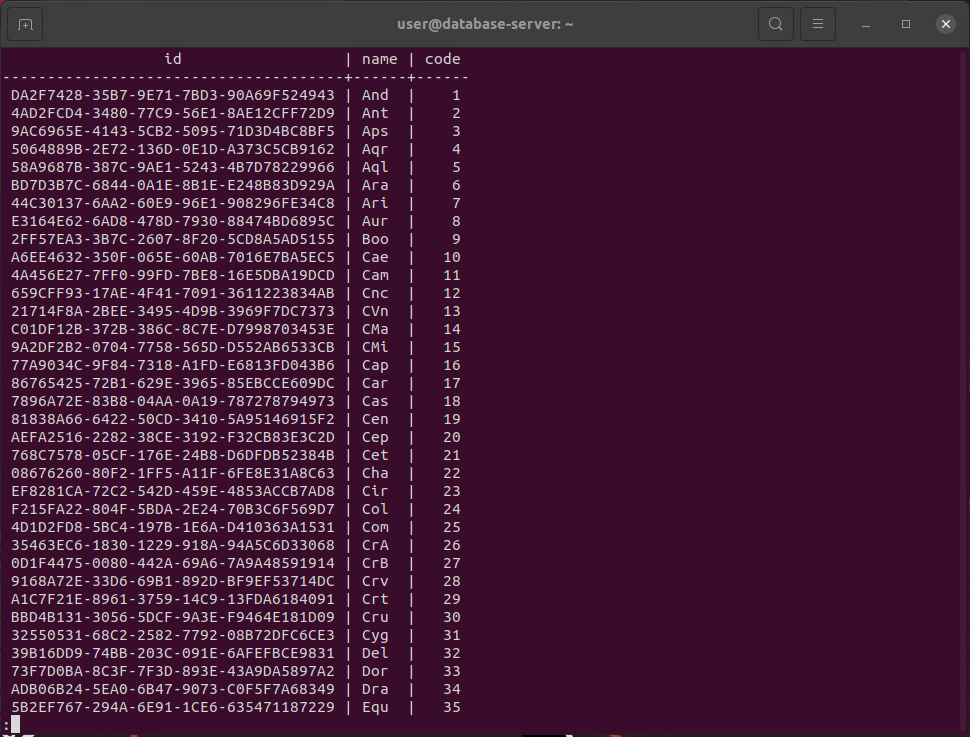 user@database-server: ~
id | name | code
--------------------------------------+------+------
DA2F7428-35B7-9E71-7BD3-90A69F524943 | And | 1
4AD2FCD4-3480-77C9-56E1-8AE12CFF72D9 | Ant | 2
9AC6965E-4143-5CB2-5095-71D3D4BC8BF5 | Aps | 3
5064889B-2E72-136D-0E1D-A373C5CB9162 | Aqr | 4
58A9687B-387C-9AE1-5243-4B7D78229966 | Aql | 5
BD7D3B7C-6844-0A1E-8B1E-E248B83D929A | Ara | 6
44C30137-6AA2-60E9-96E1-908296FE34C8 | Ari | 7
E3164E62-6AD8-478D-7930-88474BD6895C | Aur | 8
2FF57EA3-3B7C-2607-8F20-5CD8A5AD5155 | Boo | 9
A6EE4632-350F-065E-60AB-7016E7BA5EC5 | Cae | 10
4A456E27-7FF0-99FD-7BE8-16E5DBA19DCD | Cam | 11
659CFF93-17AE-4F41-7091-3611223834AB | Cnc | 12
21714F8A-2BEE-3495-4D9B-3969F7DC7373 | CVn | 13
C01DF12B-372B-386C-8C7E-D7998703453E | CMa | 14
9A2DF2B2-0704-7758-565D-D552AB6533CB | CMi | 15
77A9034C-9F84-7318-A1FD-E6813FD043B6 | Cap | 16
86765425-72B1-629E-3965-85EBCCE609DC | Car | 17
7896A72E-83B8-04AA-0A19-787278794973 | Cas | 18
81838A66-6422-50CD-3410-5A95146915F2 | Cen | 19
AEFA2516-2282-38CE-3192-F32CB83E3C2D | Cep | 20
768C7578-05CF-176E-24B8-D6DFDB52384B | Cet | 21
08676260-80F2-1FF5-A11F-6FE8E31A8C63 | Cha | 22
EF8281CA-72C2-542D-459E-4853ACCB7AD8 | Cir | 23
F215FA22-804F-5BDA-2E24-70B3C6F569D7 | Col | 24
4D1D2FD8-5BC4-197B-1E6A-D410363A1531 | Com | 25
35463EC6-1830-1229-918A-94A5C6D33068 | CrA | 26
0D1F4475-0080-442A-69A6-7A9A48591914 | CrB | 27
9168A72E-33D6-69B1-892D-BF9EF53714DC | Crv | 28
A1C7F21E-8961-3759-14C9-13FDA6184091 | Crt | 29
BBD4B131-3056-5DCF-9A3E-F9464E181D09 | Cru | 30
32550531-68C2-2582-7792-08B72DFC6CE3 | Cyg | 31
39B16DD9-74BB-203C-091E-6AFEFBCE9831 | Del | 32
73F7D0BA-8C3F-7F3D-893E-43A9DA5897A2 | Dor | 33
ADB06B24-5EA0-6B47-9073-C0F5F7A68349 | Dra | 34
5B2EF767-294A-6E91-1CE6-635471187229 | Equ | 35
: